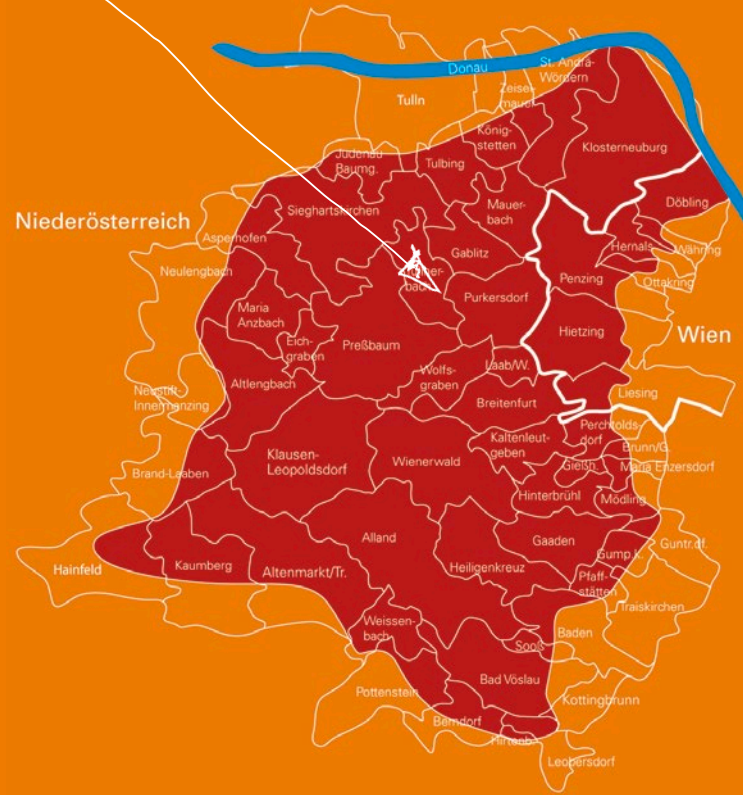 Donau
St. Andrä-
Wördern
Zeisel-
mauer
Tulln
König-
stetten
Klosterneuburg
Judenau
Baumg.
Tulbing
Döbling
Mauer-
bach
Sieghartskirchen
Niederösterreich
Asperhofen
Hernals
Währing
Gablitz
Neulengbach
Penzing
Ottakring
Purkersdorf
Maria
Anzbach
Wien
Hietzing
Eich-
graben
Preßbaum
Wolfs-
graben
Laab/W.
Altlengbach
Liesing
Neustift-
Innermanzing
Breitenfurt
Perchtolds-
dorf
Kaltenleut-
geben
Brunn/G.
Klausen-
Leopoldsdorf
Wienerwald
Gießh.
Maria Enzersdorf
Brand-Laaben
Hinterbrühl
Mödling
Alland
Gaaden
Guntr.df.
Gump.k.
Hainfeld
Kaumberg
Altenmarkt/Tr.
Heiligenkreuz
Pfaff-
stätten
Traiskirchen
Weissen-
bach
Baden
Sooß
Bad Vöslau
Pottenstein
Kottingbrunn
Berndorf
Hirtenb.
Leobersdorf